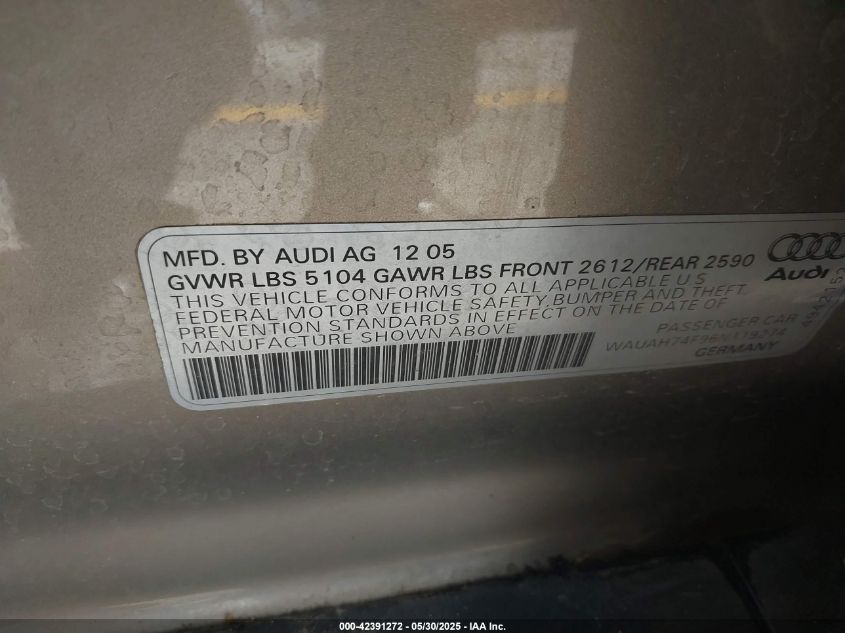 MFD. BY AUDI AG 12 05
GVWR LBS 5104 GAWR LBS FRONT 2612/REAR 2590
THIS VEHICLE CONFORMS TO ALL APPLICABLE U S
FEDERAL MOTOR VEHICLE SAFETY, BUMPER AND THEFT
PREVENTION STANDARDS IN EFFECT ON THE DATE OF
MANUFACTURE SHOWN ABOVE
PASSENGER CAR
WAUAH74F96N119274
GERMANY
Audi
000-42391272 — 05/30/2025 — IAA Inc.